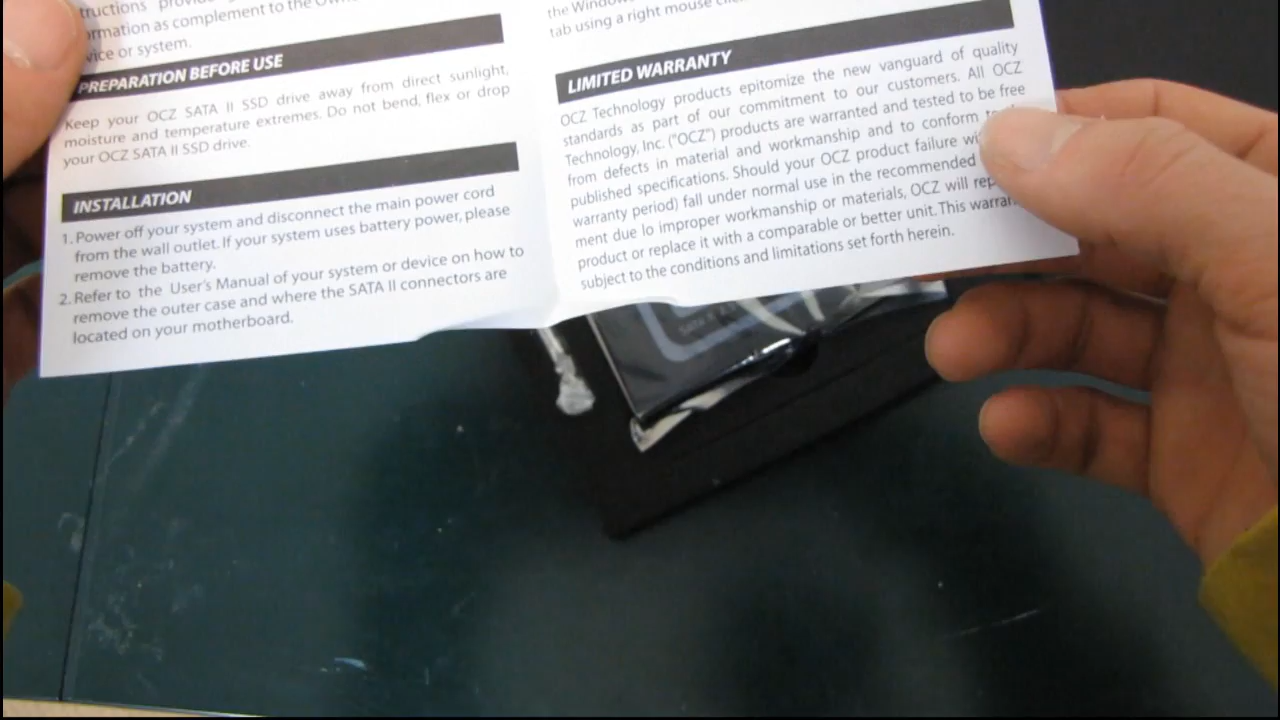 tructions
ormation as complement to the Owne
vice or system.
PREPARATION BEFORE USE
Keep your OCZ SATA II SSD drive away from direct sunlight,
moisture and temperature extremes. Do not bend, flex or drop
your OCZ SATA II SSD drive.
INSTALLATION
1. Power off your system and disconnect the main power cord
from the wall outlet. If your system uses battery power, please
remove the battery.
2. Refer to the User's Manual of your system or device on how to
remove the outer case and where the SATA II connectors are
located on your motherboard.
the Windows
tab using a right mouse
LIMITED WARRANTY
OCZ Technology products epitomize the new vanguard of quality
standards as part of our commitment to our customers. All OCZ
Technology, Inc. ("OCZ") products are warranted and tested to be free
from defects in material and workmanship and to conform
published specifications. Should your OCZ product failure wi
warranty period) fall under normal use in the recommended
ment due lo improper workmanship or materials, OCZ will rep
product or replace it with a comparable or better unit. This warran
subject to the conditions and limitations set forth herein.
SATA II